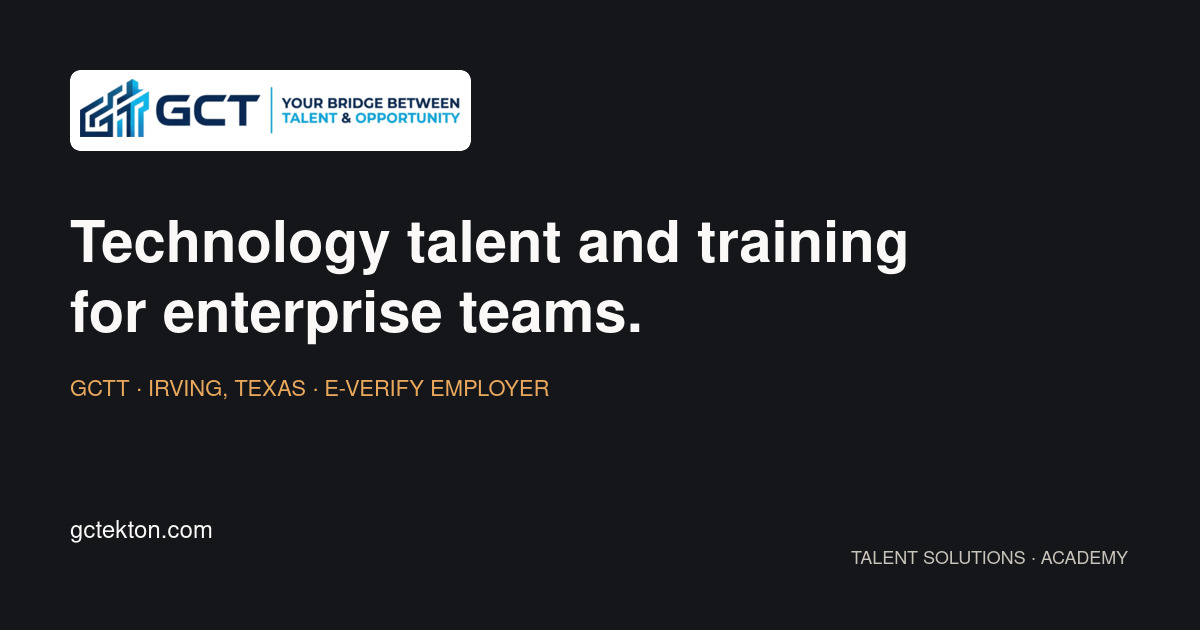 GCT
YOUR BRIDGE BETWEEN
TALENT & OPPORTUNITY
Technology talent and training
for enterprise teams.
GCTT · IRVING, TEXAS · E-VERIFY EMPLOYER
gctekton.com
TALENT SOLUTIONS · ACADEMY